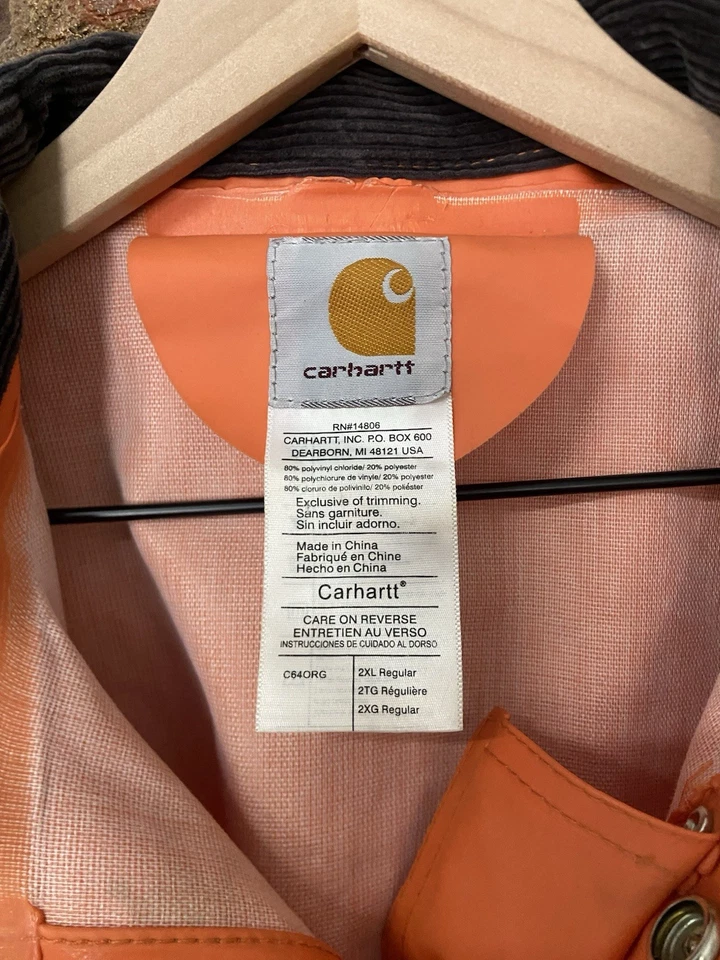 carhartt
RN#14806
CARHARTT, INC. P.O. BOX 600
DEARBORN, MI 48121 USA
80% polyvinyl chloride/ 20% polyester
80% polychlorure de vinyle/ 20% polyester
80% cloruro de polivinilo/ 20% poliéster
Exclusive of trimming.
Sans garniture.
Sin incluir adorno.
Made in China
Fabriqué en Chine
Hecho en China
Carhartt®
CARE ON REVERSE
ENTRETIEN AU VERSO
INSTRUCCIONES DE CUIDADO AL DORSO
C64ORG 2XL Regular
2TG Régulière
2XG Regular